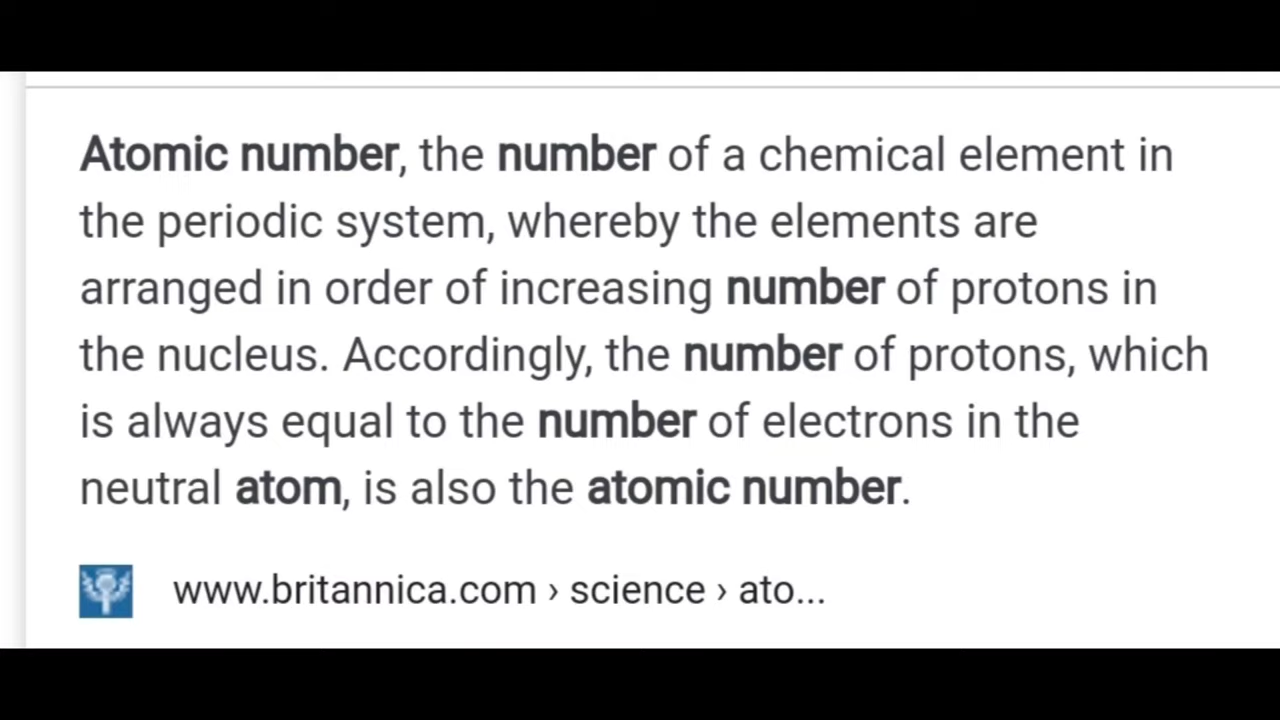 Atomic number, the number of a chemical element in
the periodic system, whereby the elements are
arranged in order of increasing number of protons in
the nucleus. Accordingly, the number of protons, which
is always equal to the number of electrons in the
neutral atom, is also the atomic number.
www.britannica.com › science › ato...